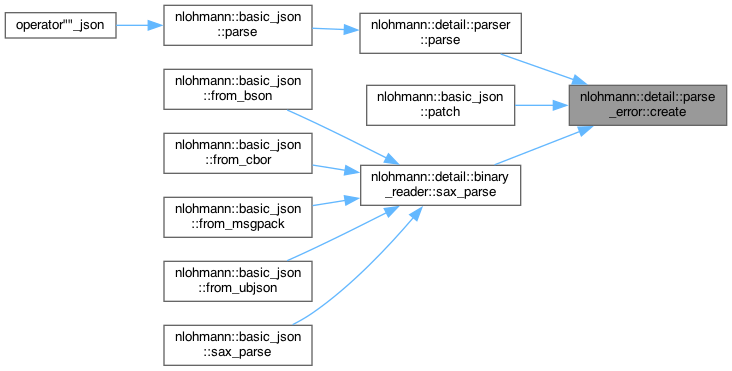 operator""_json
nlohmann::basic_json
::parse
nlohmann::detail::parser
::parse
nlohmann::basic_json
::from_bson
nlohmann::basic_json
::patch
nlohmann::detail::parse
_error::create
nlohmann::basic_json
::from_cbor
nlohmann::detail::binary
_reader::sax_parse
nlohmann::basic_json
::from_msgpack
nlohmann::basic_json
::from_ubjson
nlohmann::basic_json
::sax_parse